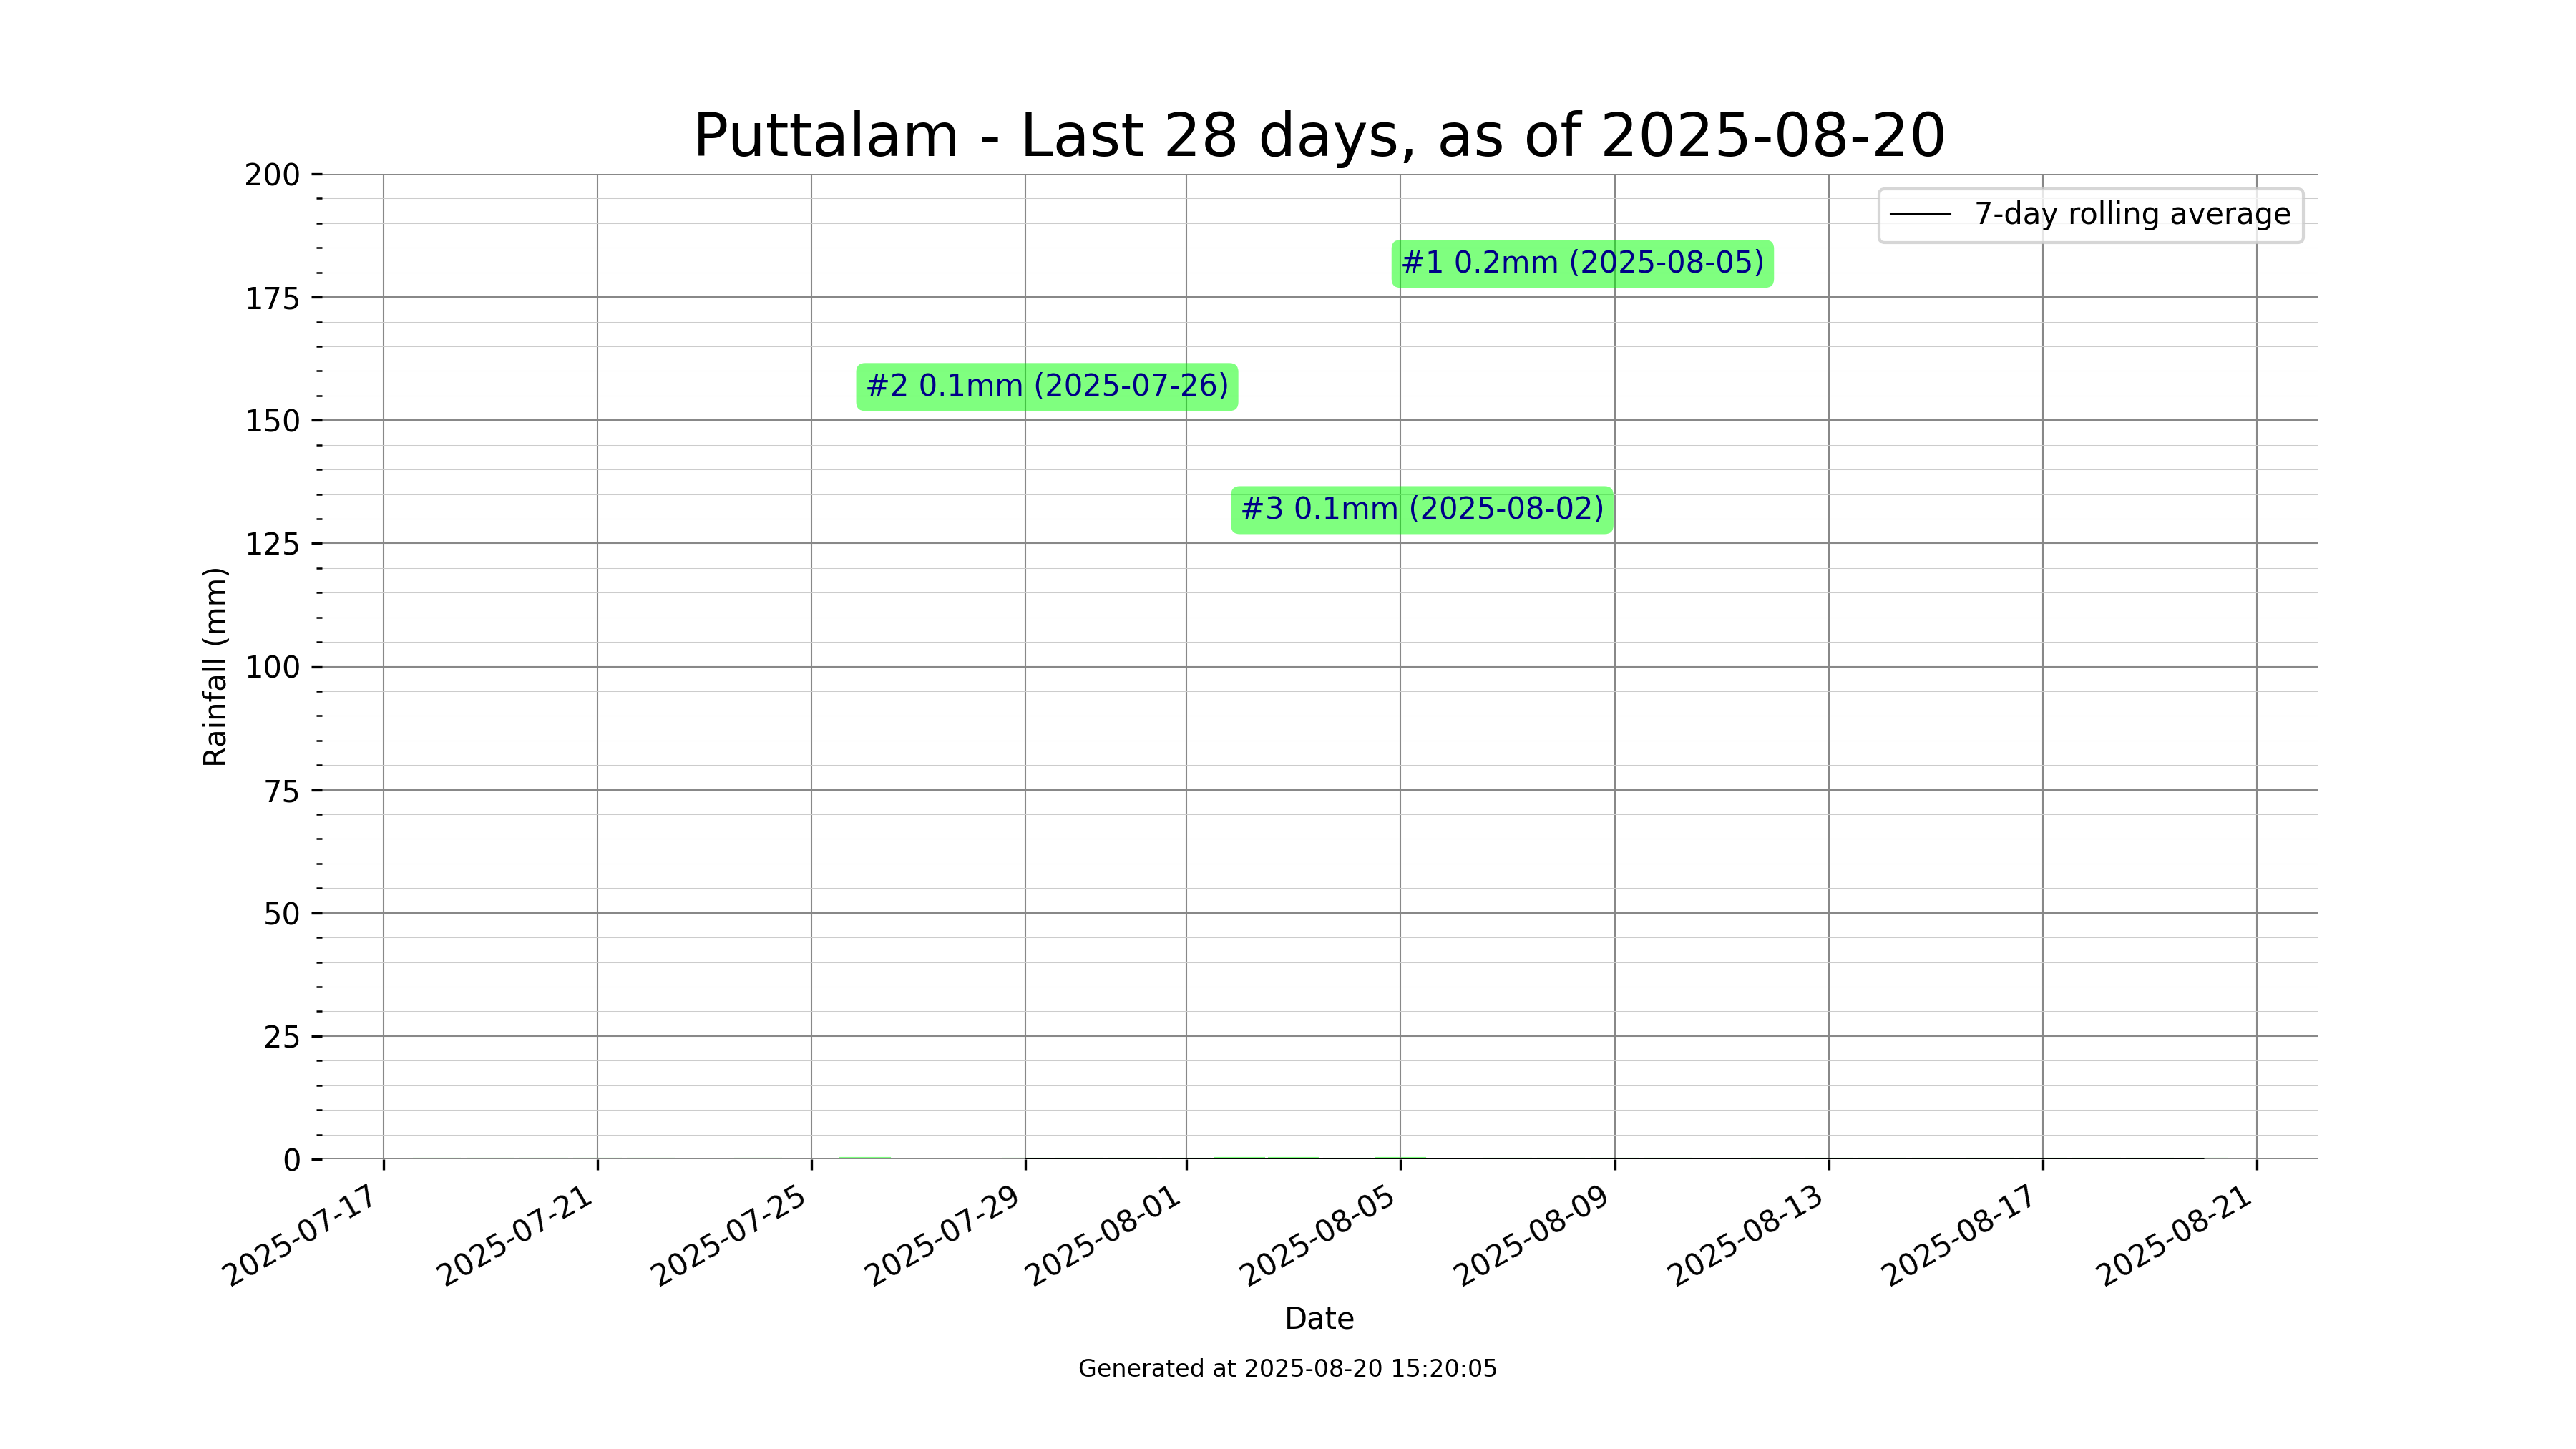 Puttalam - Last 28 days, as of 2025-08-20
7-day rolling average
#1 0.2mm (2025-08-05)
#2 0.1mm (2025-07-26)
#3 0.1mm (2025-08-02)
Rainfall (mm)
200
175
150
125
100
75
50
25
0
2025-07-17
2025-07-21
2025-07-25
2025-07-29
2025-08-01
2025-08-05
2025-08-09
2025-08-13
2025-08-17
2025-08-21
Date
Generated at 2025-08-20 15:20:05